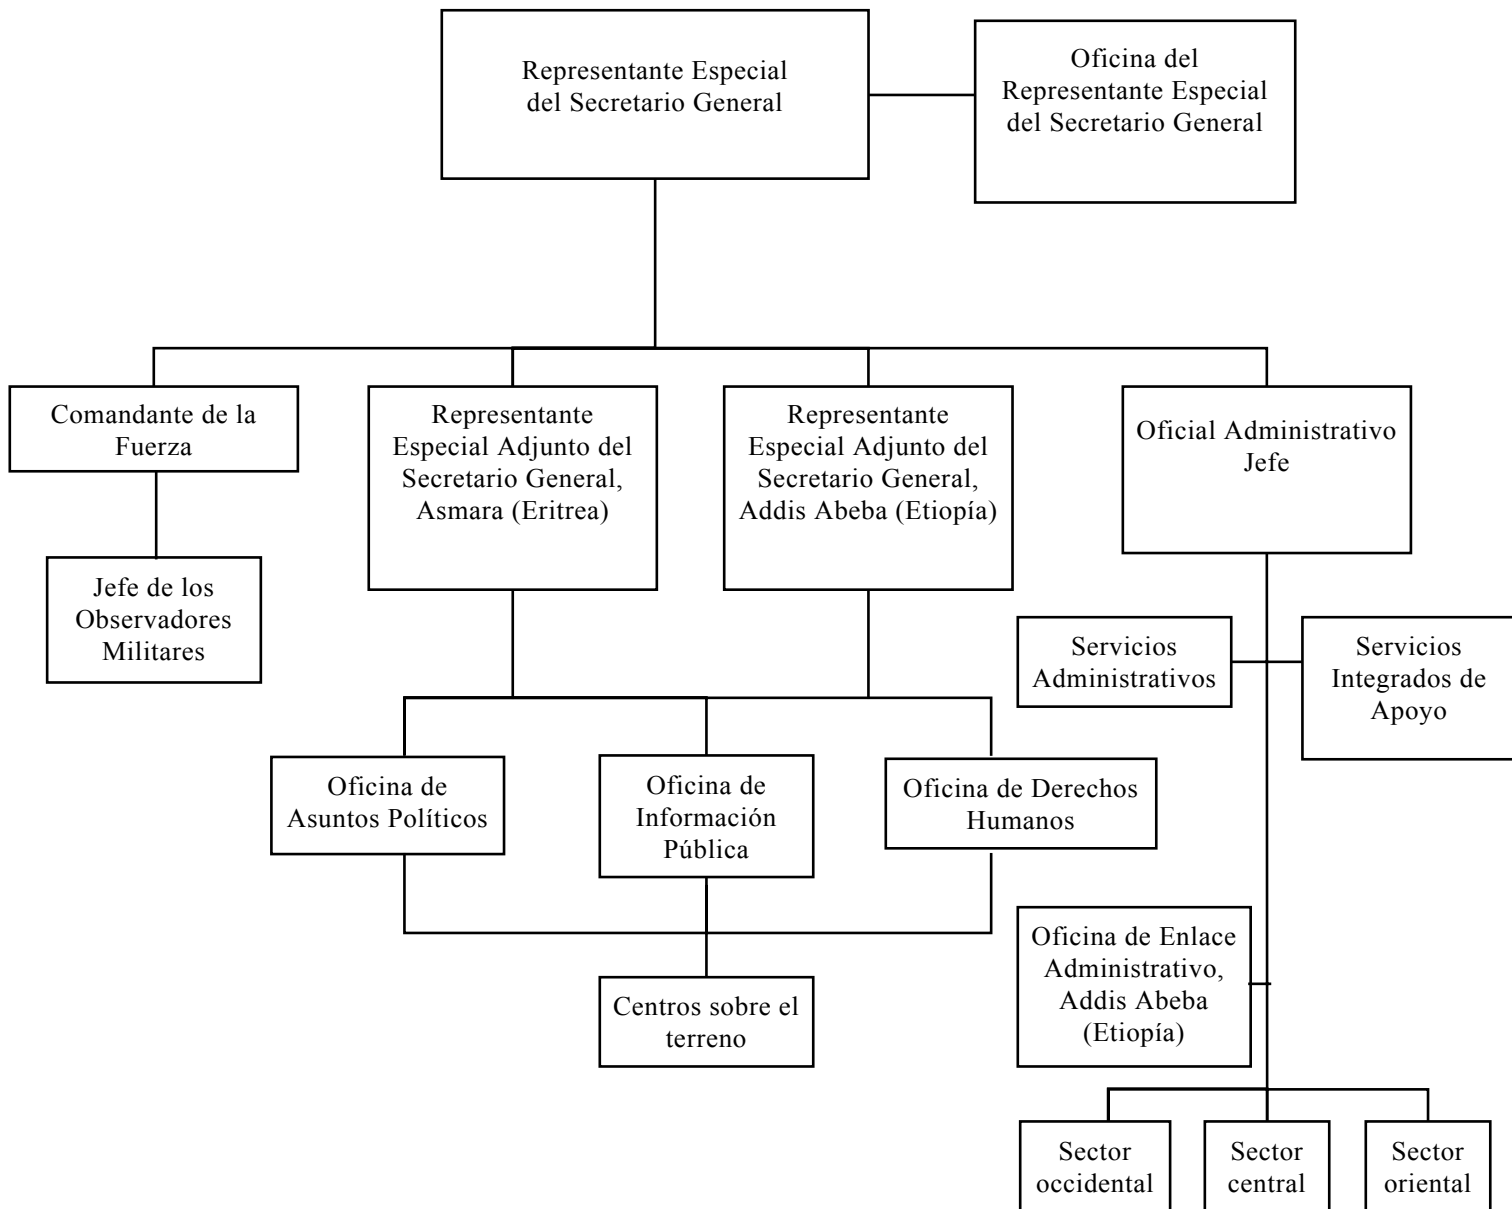 Representante Especial
del Secretario General
Oficina del
Representante Especial
del Secretario General
Comandante de la
Fuerza
Representante
Especial Adjunto del
Secretario General,
Asmara (Eritrea)
Representante
Especial Adjunto del
Secretario General,
Addis Abeba (Etiopía)
Oficial Administrativo
Jefe
Jefe de los
Observadores
Militares
Servicios
Administrativos
Servicios
Integrados de
Apoyo
Oficina de
Asuntos Políticos
Oficina de
Información
Pública
Oficina de Derechos
Humanos
Oficina de Enlace
Administrativo,
Addis Abeba
(Etiopía)
Centros sobre el
terreno
Sector
occidental
Sector
central
Sector
oriental